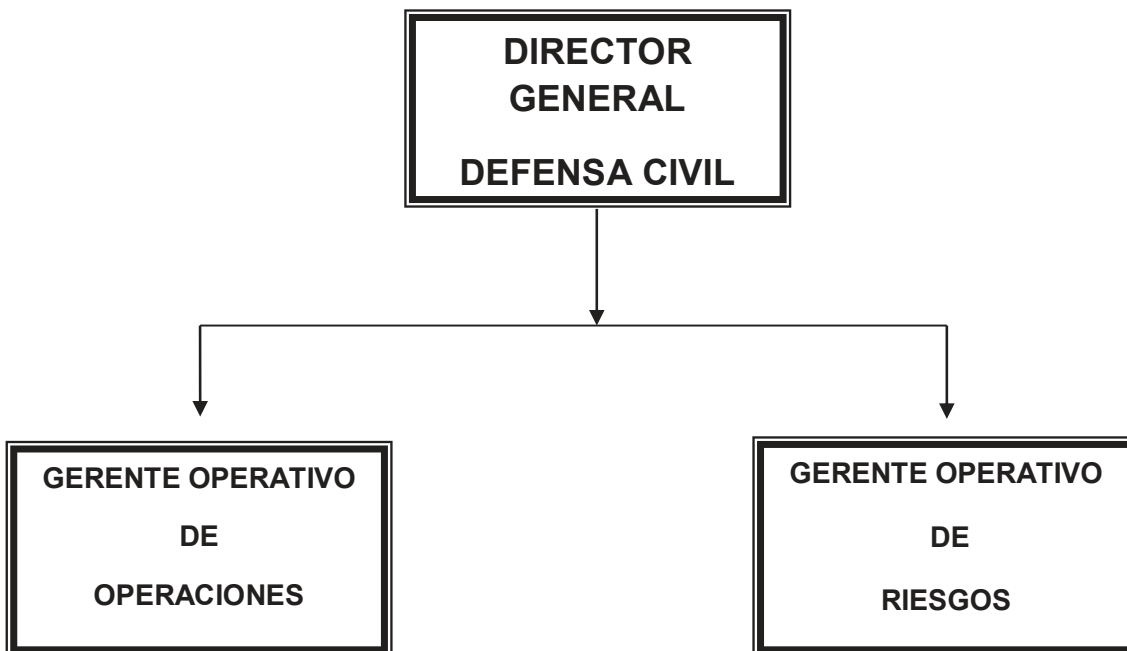 DIRECTOR
GENERAL
DEFENSA CIVIL
GERENTE OPERATIVO
DE
OPERACIONES
GERENTE OPERATIVO
DE
RIESGOS